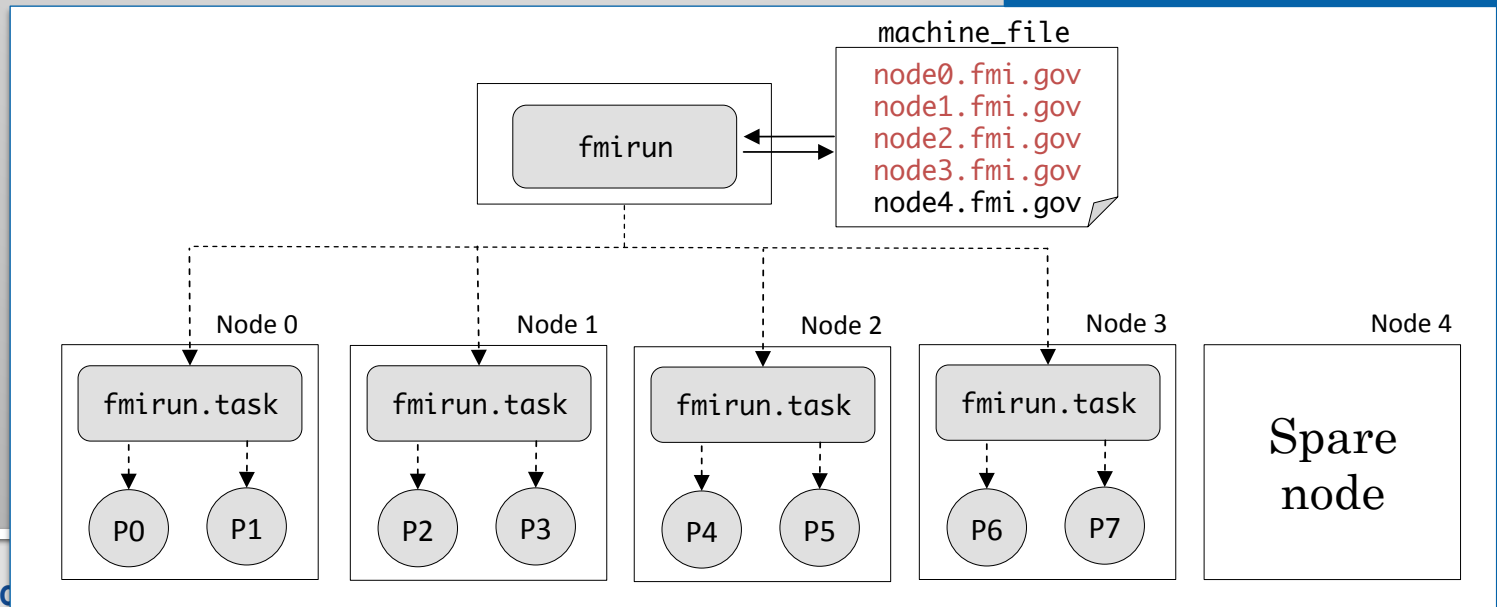 machine_file
node0.fmi.gov
node1.fmi.gov
node2.fmi.gov
node3.fmi.gov
node4.fmi.gov
fmirun
Node 0
Node 1
Node 2
Node 3
Node 4
fmirun.task
fmirun.task
fmirun.task
fmirun.task
Spare
node
P0
P1
P2
P3
P4
P5
P6
P7